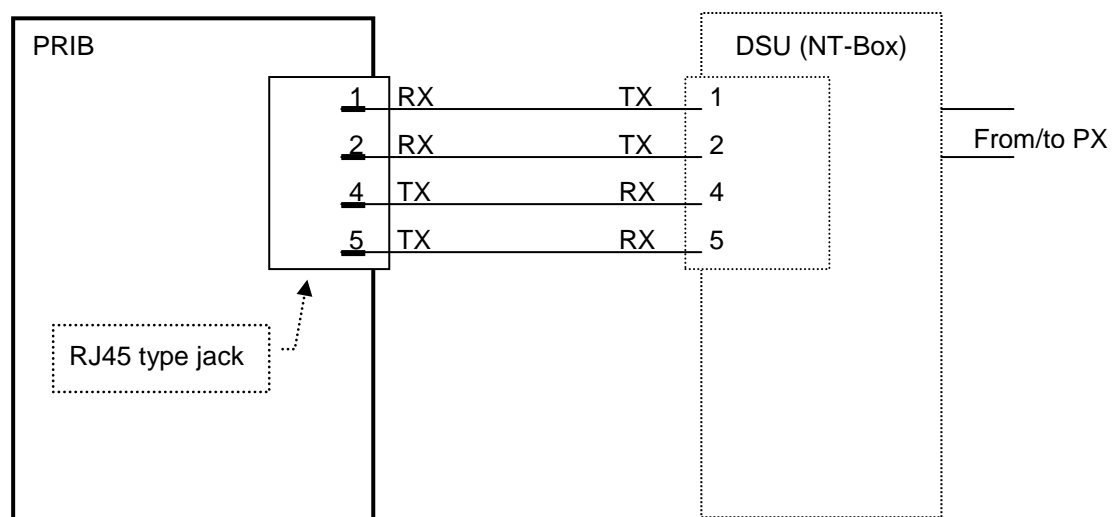 PRIB
DSU (NT-Box)
1 RX TX 1
2 RX TX 2
From/to PX
4 TX RX 4
5 TX RX 5
RJ45 type jack